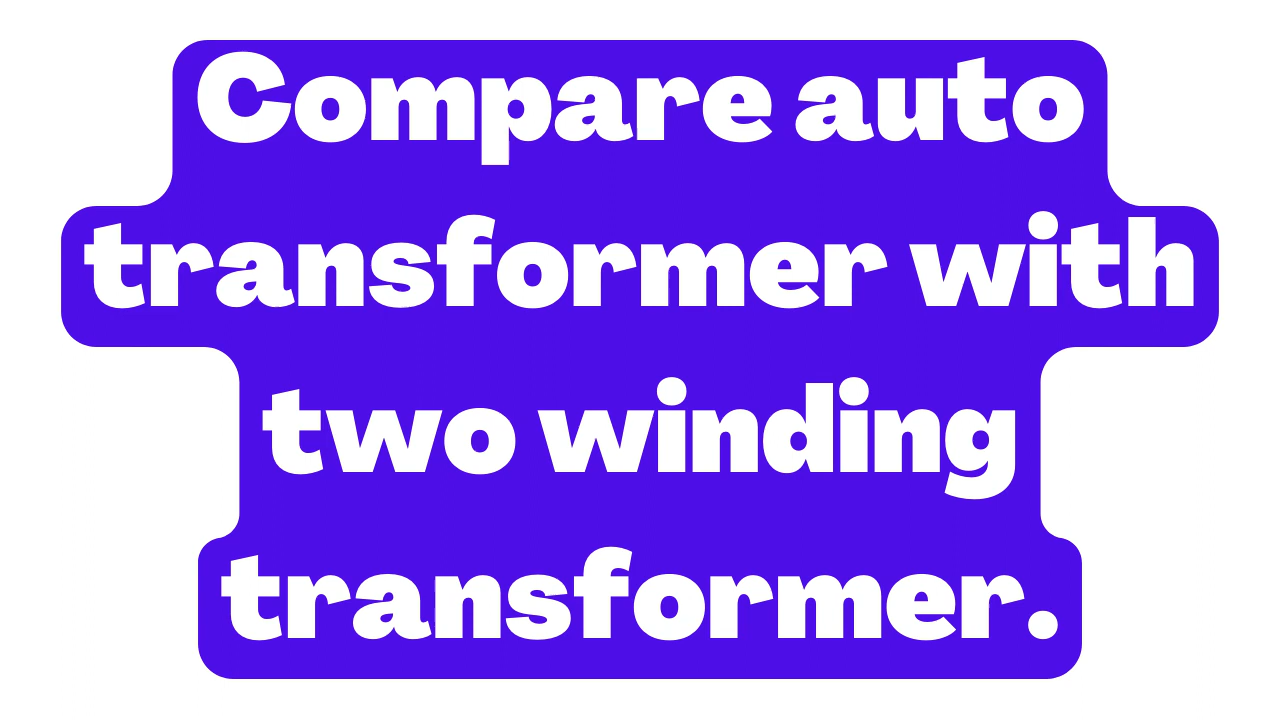 Compare auto
transformer with
two winding
transformer.